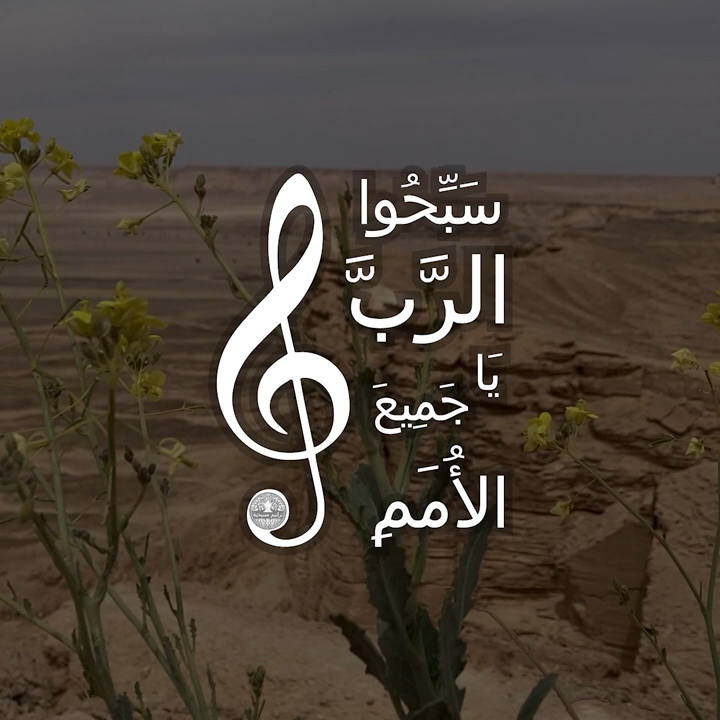 سَبِّحُوا
الرَّبَّ
يَا
جَمِيعَ
الأُمَمِ